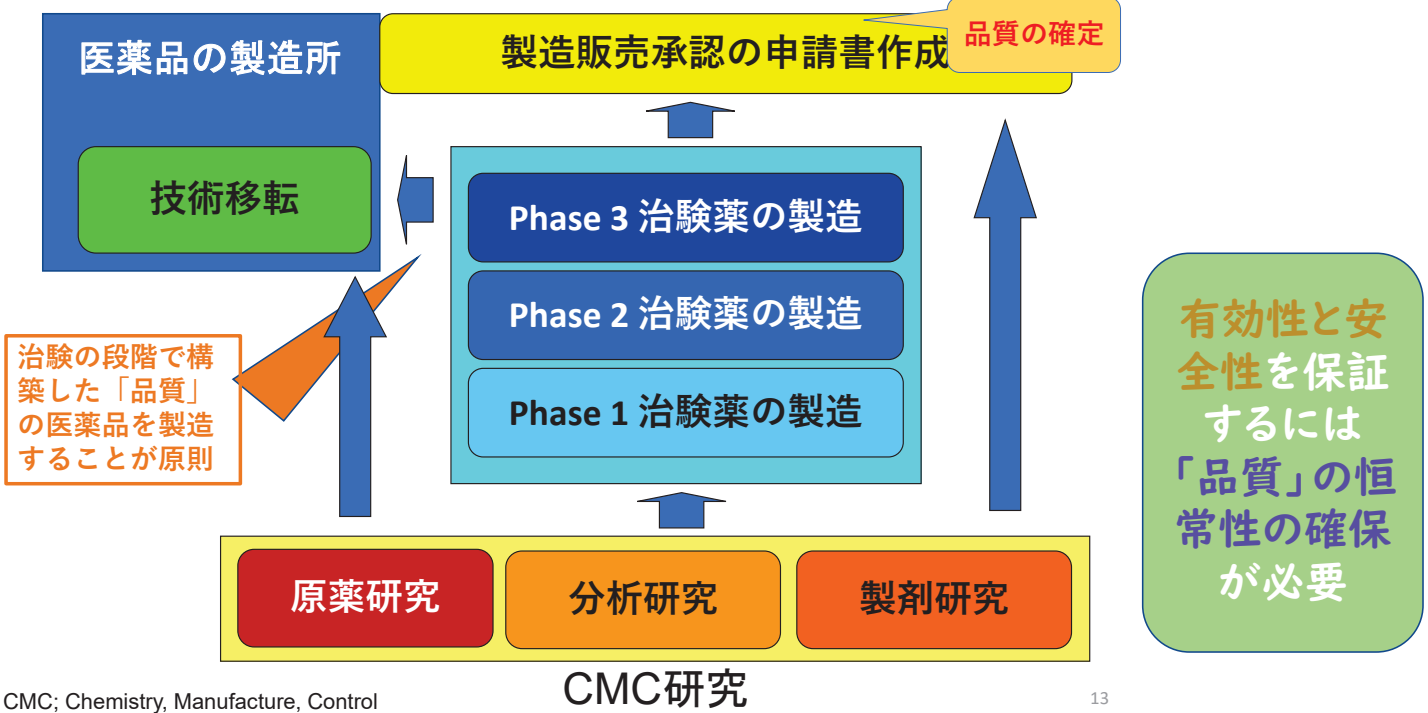 医薬品の製造所
製造販売承認の申請書作成
品質の確定
技術移転
Phase 3 治験薬の製造
Phase 2 治験薬の製造
Phase 1 治験薬の製造
治験の段階で構
築した「品質」
の医薬品を製造
することが原則
有効性と安
全性を保証
するには
「品質」の恒
常性の確保
が必要
原薬研究
分析研究
製剤研究
CMC研究
CMC; Chemistry, Manufacture, Control
13